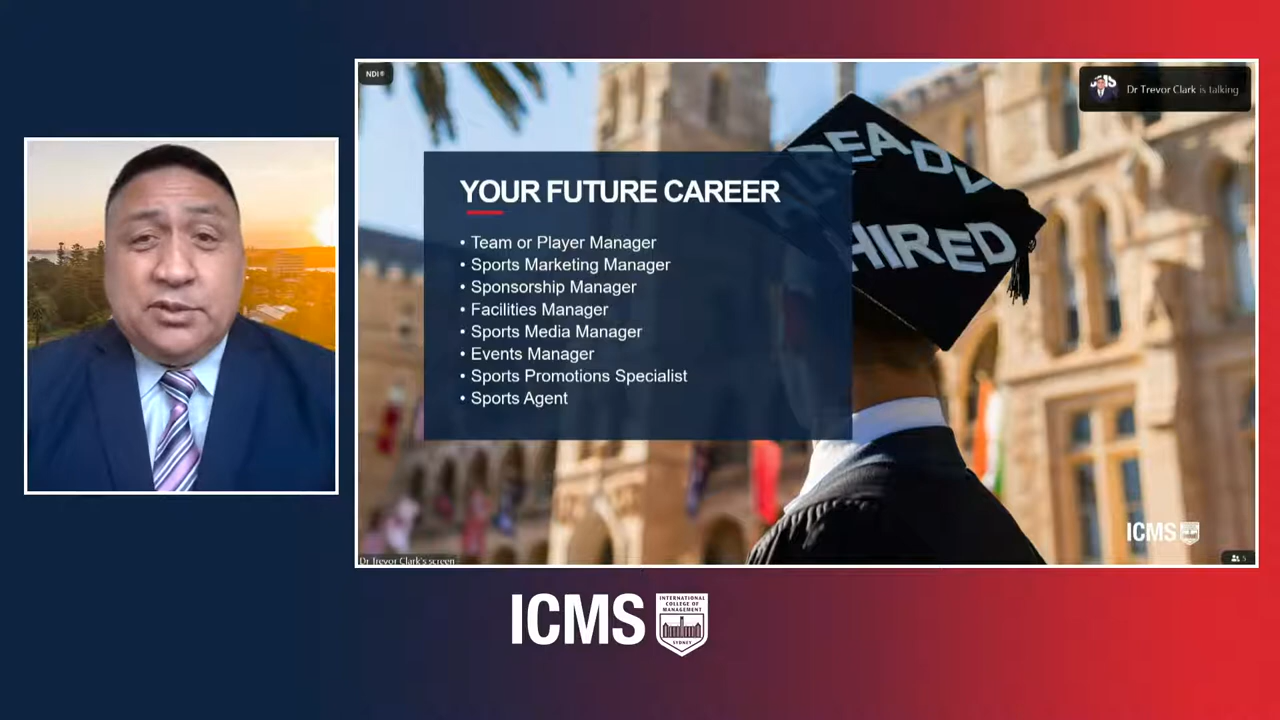 NDI®
Dr Trevor Clark is talking
YOUR FUTURE CAREER
• Team or Player Manager
• Sports Marketing Manager
• Sponsorship Manager
• Facilities Manager
• Sports Media Manager
• Events Manager
• Sports Promotions Specialist
• Sports Agent
ALREADY
HIRED
ICMS
Dr Trevor Clark's screen
5
ICMS
INTERNATIONAL
COLLEGE OF
MANAGEMENT
SYDNEY